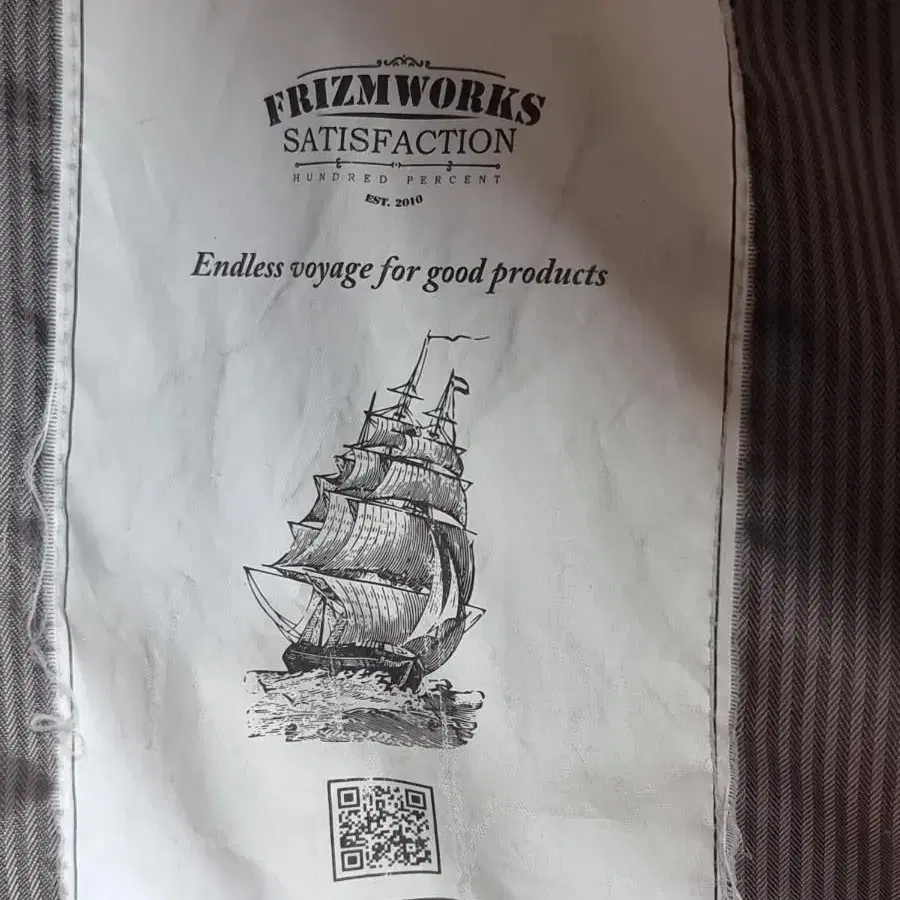 FRIZMWORKS
SATISFACTION
HUNDRED PERCENT
EST. 2010
Endless voyage for good products